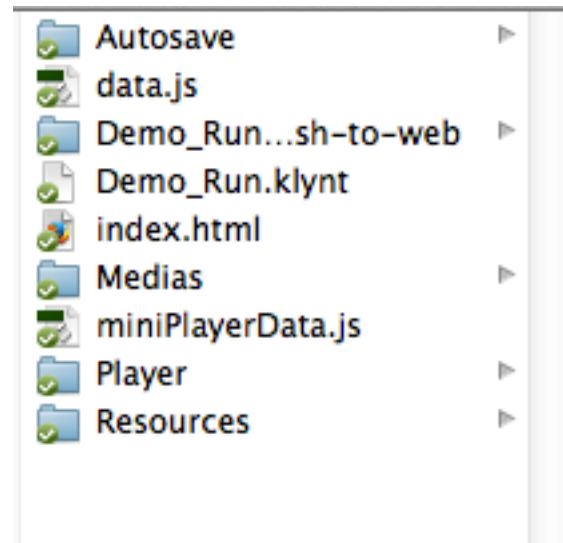 Autosave
data.js
Demo_Run...sh-to-web
Demo_Run.klynt
index.html
Medias
miniPlayerData.js
Player
Resources